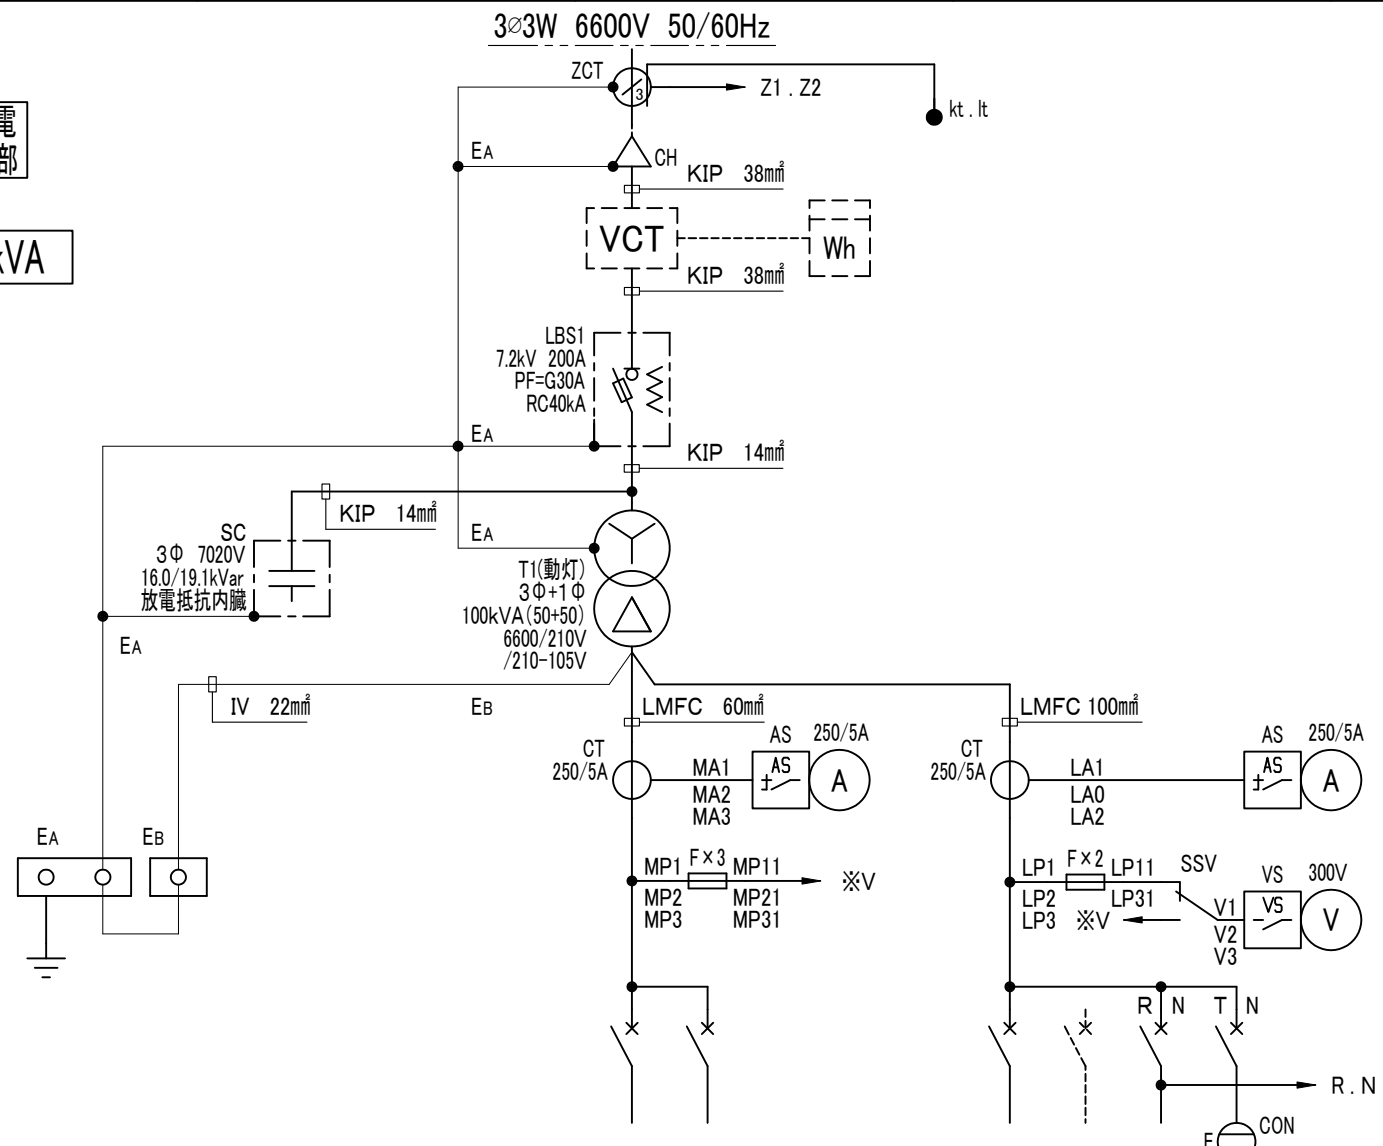 3∅3W 6600V 50/60Hz
ZCT
3
Z1 . Z2
kt . lt
電
部
EA
CH
KIP 38mm²
kVA
VCT
Wh
KIP 38mm²
LBS1
7.2kV 200A
PF=G30A
RC40kA
EA
KIP 14mm²
KIP 14mm²
EA
SC
3Φ 7020V
16.0/19.1kVar
放電抵抗内臓
T1(動灯)
3Φ+1Φ
100kVA(50+50)
6600/210V
/210-105V
EA
IV 22mm²
EB
LMFC 60mm²
LMFC 100mm²
CT
250/5A
MA1
MA2
MA3
AS 250/5A
AS
A
CT
250/5A
LA1
LA0
LA2
AS 250/5A
AS
A
EA
EB
MP1 F×3 MP11
MP2 MP21
MP3 MP31
※V
LP1 F×2 LP11
LP2 LP31
LP3 ※V
SSV
V1
V2
V3
VS 300V
VS
V
R N T N
R . N
E
CON